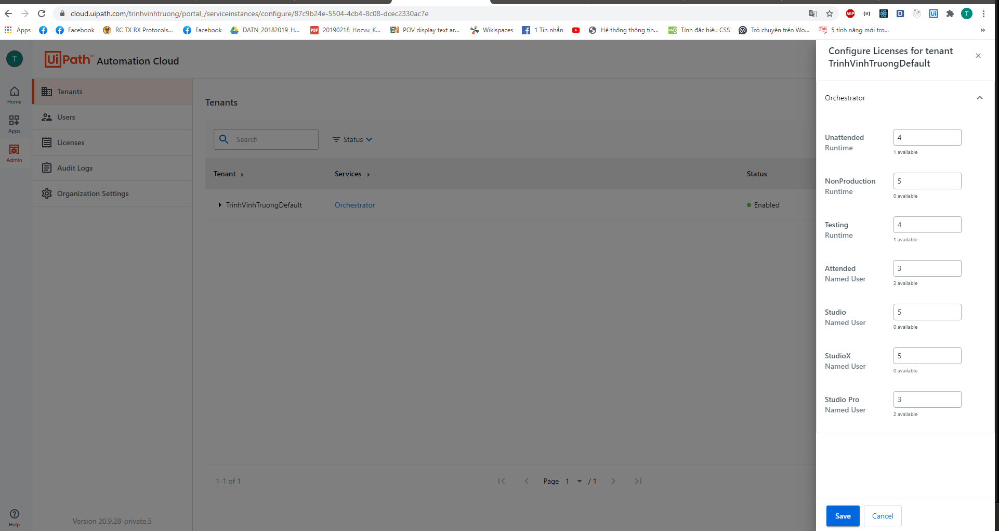 cloud.uipath.com/trinhvinhtruong/portal_/serviceinstances/configure/87c9b24e-5504-4cb4-8c08-dcec2330ac7e
ABP
D
Ui
T
Apps
Facebook
RC TX RX Protocols...
Facebook
DATN_20182019_H...
PDF
20190218_Hocvu_K...
EN
POV display text ar...
Wikispaces
1 Tin nhắn
Hệ thống thông tin...
w3
Tính đặc hiệu CSS
Trò chuyện trên Wo...
Talk
5 tính năng mới tro...
»
T
Home
Apps
Admin
Help
UiPath™ Automation Cloud
Tenants
Users
Licenses
Audit Logs
Organization Settings
Version 20.9.28-private.5
Tenants
Search
Status
Tenant
Services
Status
TrinhVinhTruongDefault
Orchestrator
Enabled
1-1 of 1
Page 1 / 1
Configure Licenses for tenant
TrinhVinhTruongDefault
Orchestrator
Unattended
Runtime
4
1 available
NonProduction
Runtime
5
0 available
Testing
Runtime
4
1 available
Attended
Named User
3
2 available
Studio
Named User
5
0 available
StudioX
Named User
5
0 available
Studio Pro
Named User
3
2 available
Save
Cancel